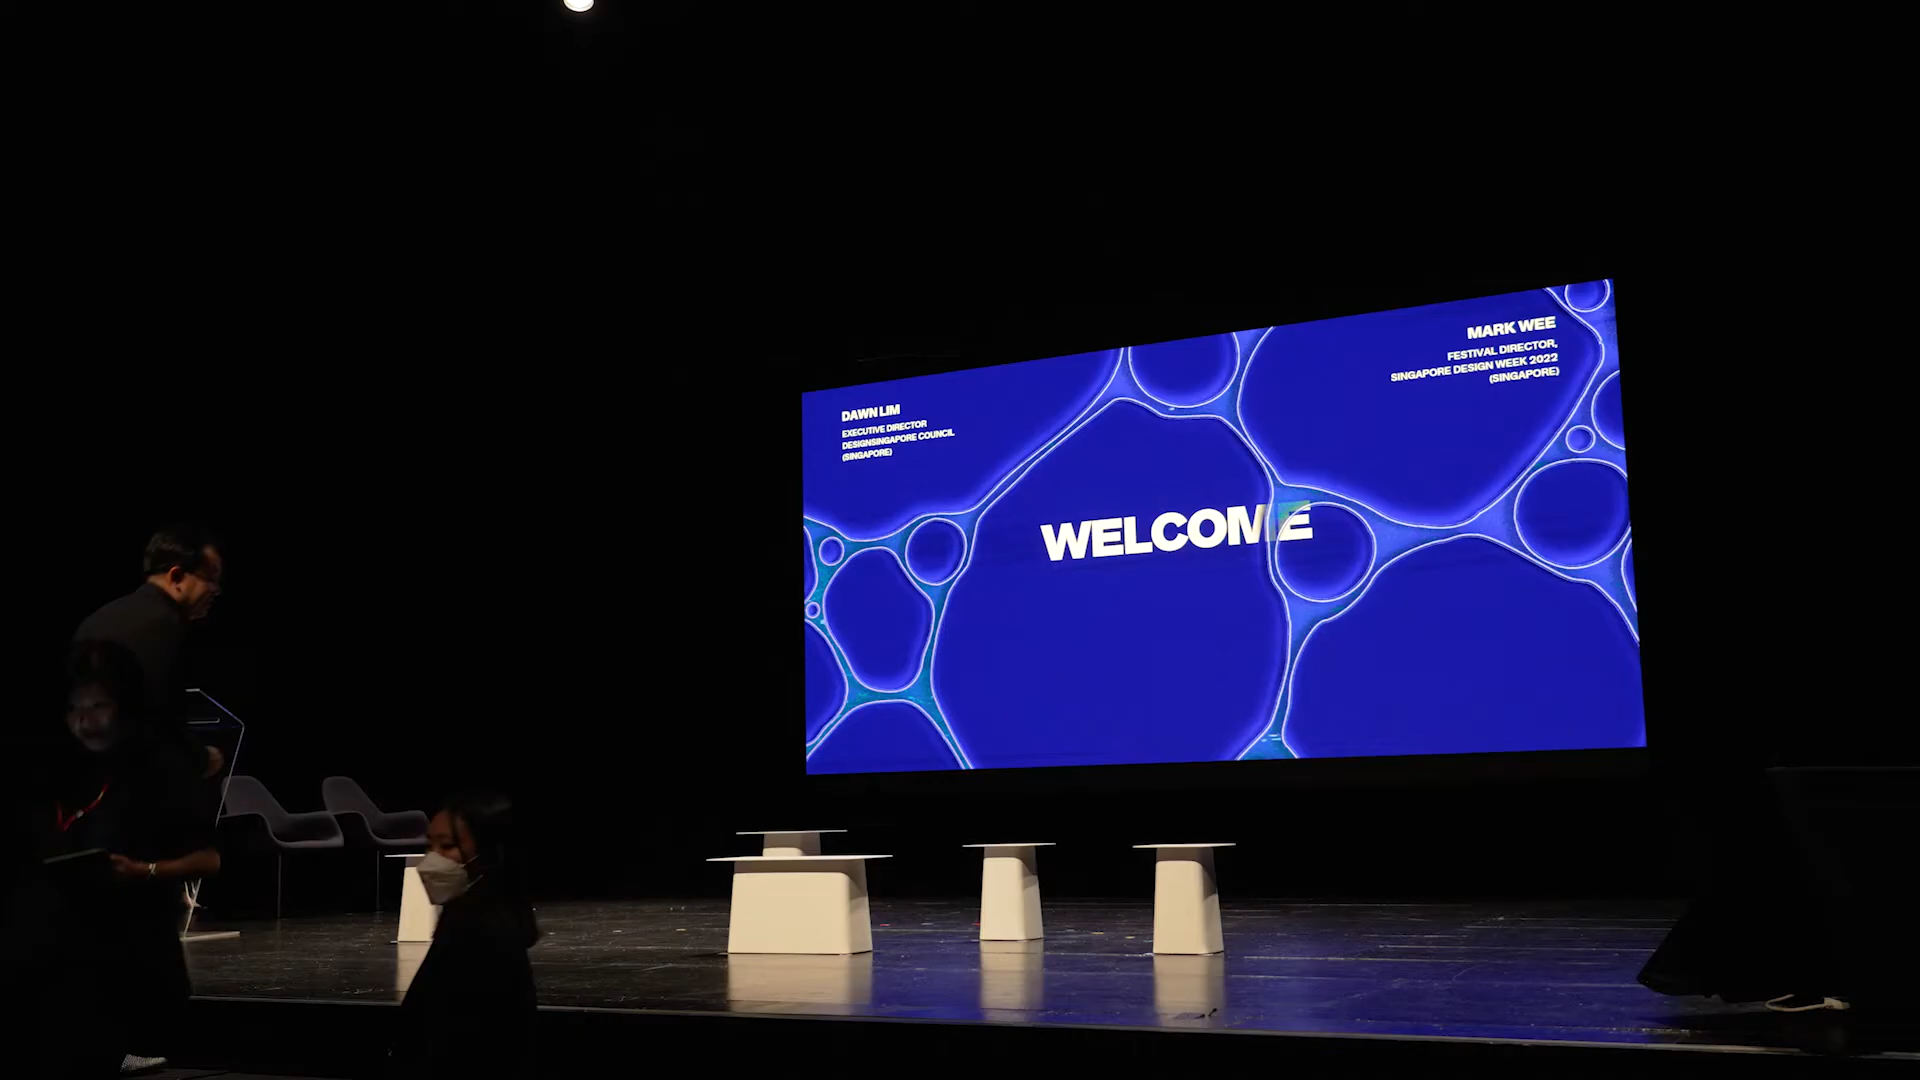 DAWN LIM
EXECUTIVE DIRECTOR
DESIGNSINGAPORE COUNCIL
(SINGAPORE)
MARK WEE
FESTIVAL DIRECTOR,
SINGAPORE DESIGN WEEK 2022
(SINGAPORE)
WELCOME